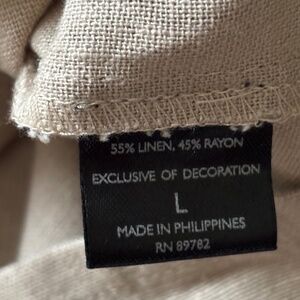 55% LINEN, 45% RAYON
EXCLUSIVE OF DECORATION
L
MADE IN PHILIPPINES
RN 89782